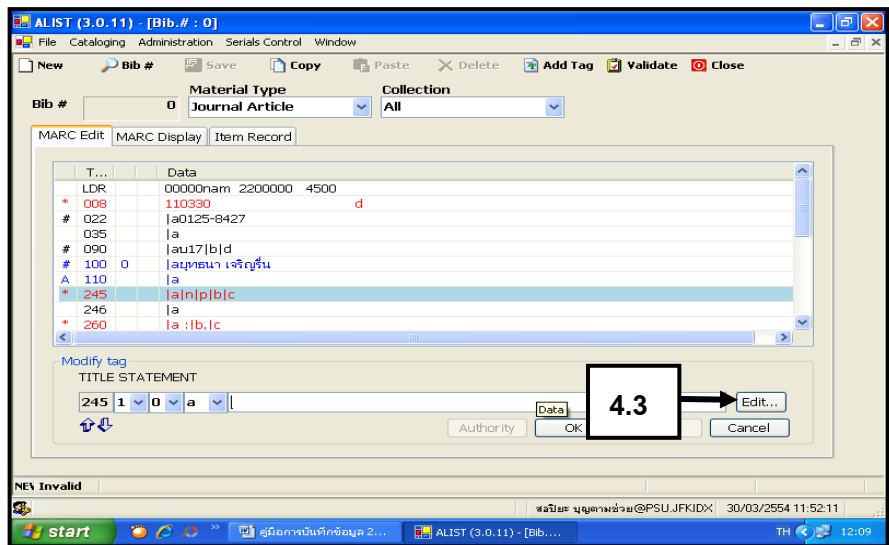 ALIST (3.0.11) - [Bib.# : 0]
File Cataloging Administration Serials Control Window
New Bib # Save Copy Paste Delete Add Tag Validate Close
Material Type Collection
Bib # 0 Journal Article All
MARC Edit MARC Display Item Record
T... Data
LDR 00000nam 2200000 4500
* 008 110330 d
# 022 |a0125-8427
035 |a
# 090 |aบ17|b|d
# 100 0 |aยุทธนา เจริญรื่น
A 110 |a
* 245 |a|n|p|b|c
246 |a
* 260 |a :|b,|c
Modify tag
TITLE STATEMENT
245 1 0 a Edit...
Data 4.3
Authority OK Cancel
NEW Invalid
สอปิยะ บุญตามช่วย@PSU.JFKIDX 30/03/2554 11:52:11
start คู่มือการบันทึกข้อมูล 2... ALIST (3.0.11) - [Bib.... TH 12:09